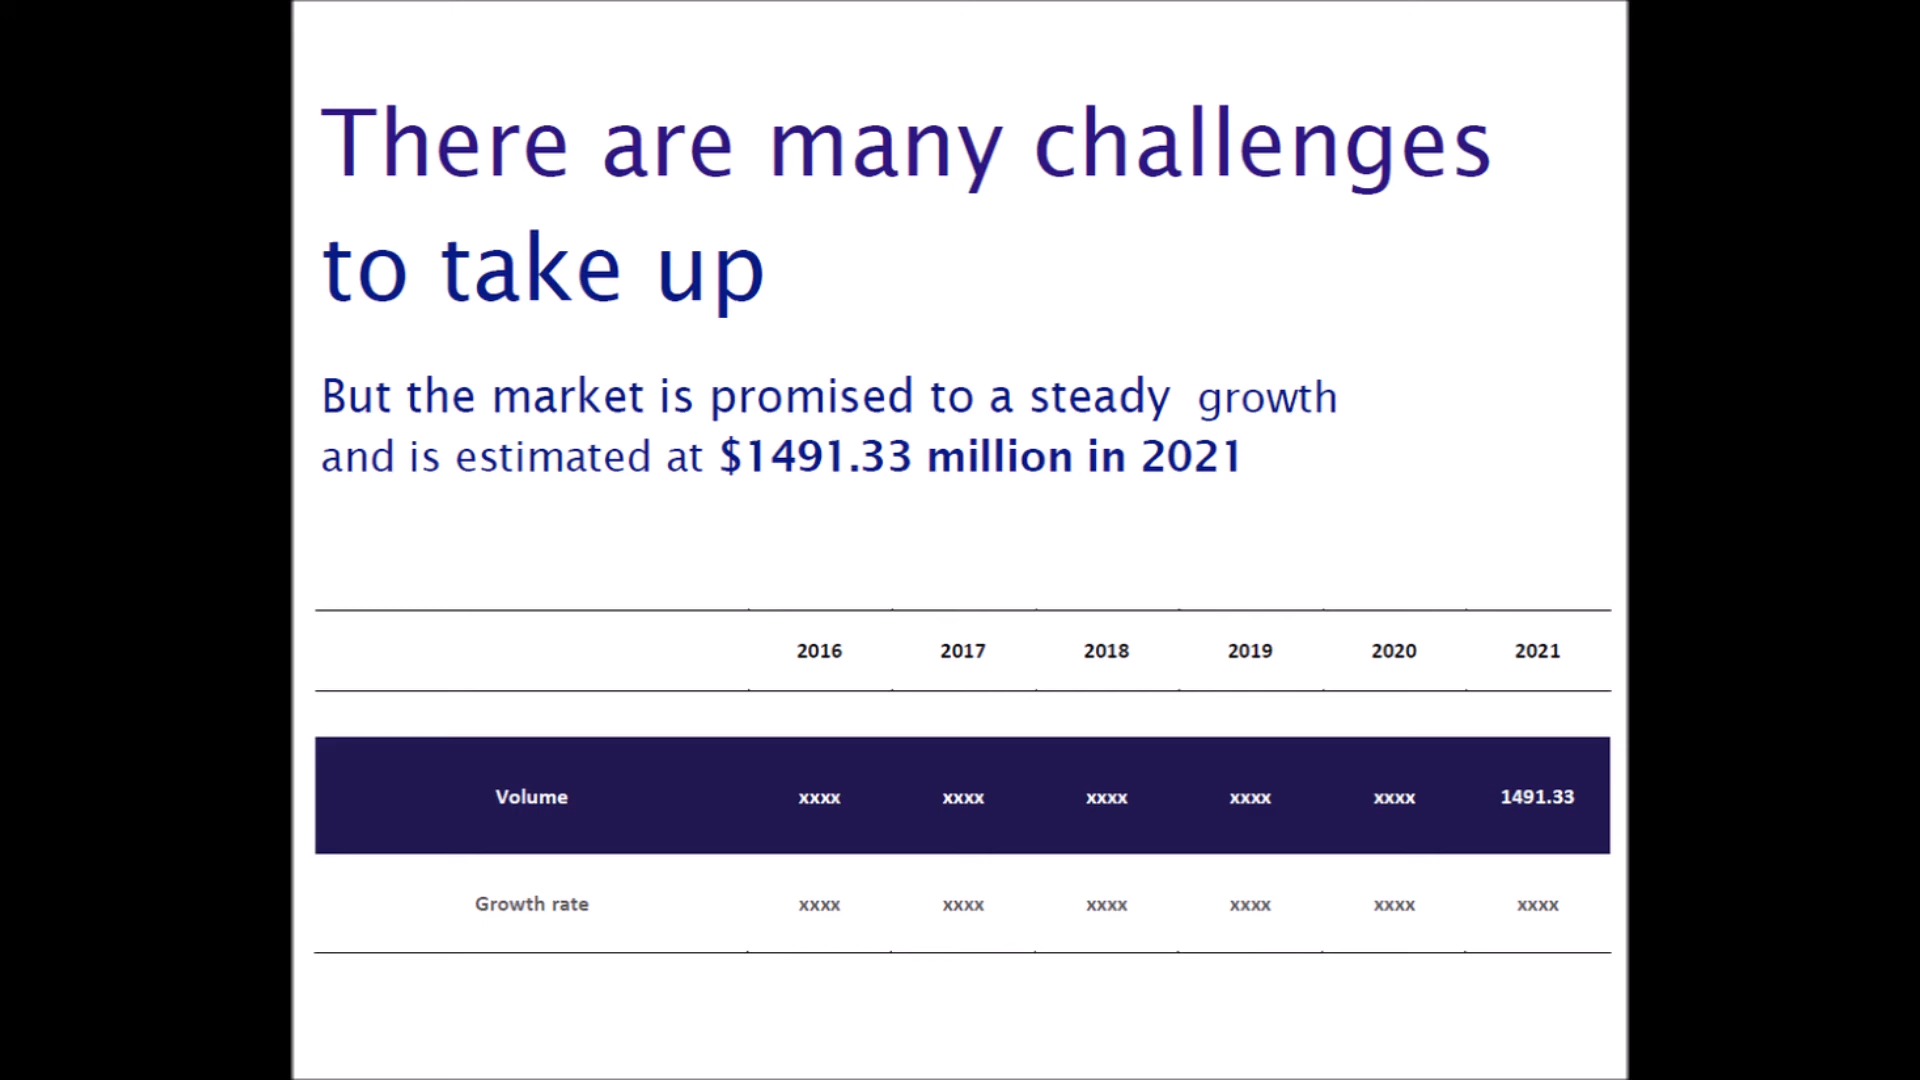 There are many challenges
to take up
But the market is promised to a steady growth
and is estimated at $1491.33 million in 2021
2016 2017 2018 2019 2020 2021
Volume xxxx xxxx xxxx xxxx xxxx 1491.33
Growth rate xxxx xxxx xxxx xxxx xxxx xxxx